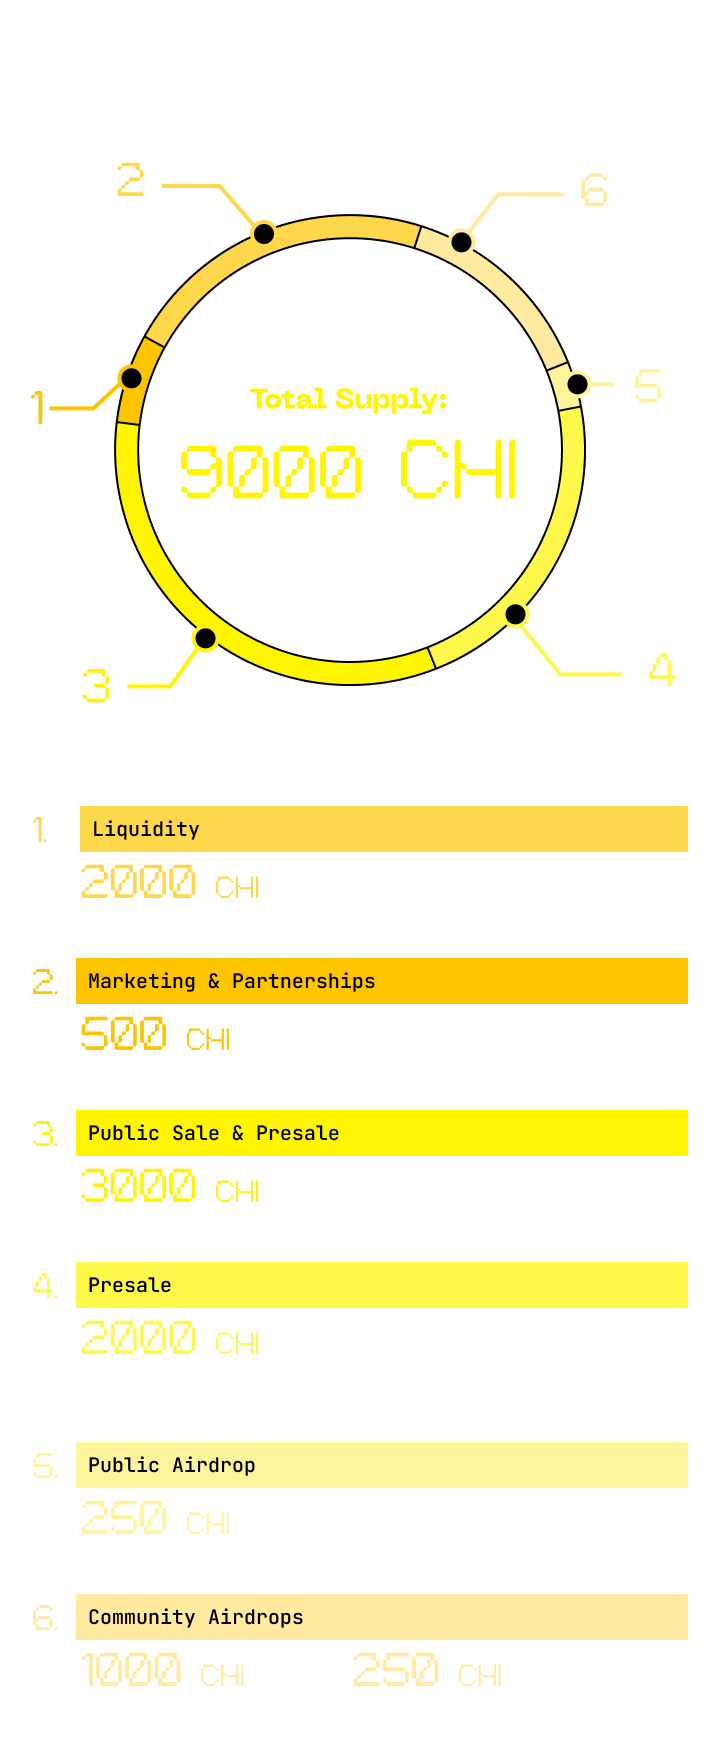 2
6
1
5
Total Supply:
9000 CHI
3
4
1. Liquidity
2000 CHI
2. Marketing & Partnerships
500 CHI
3. Public Sale & Presale
3000 CHI
4. Presale
2000 CHI
5. Public Airdrop
250 CHI
6. Community Airdrops
1000 CHI 250 CHI